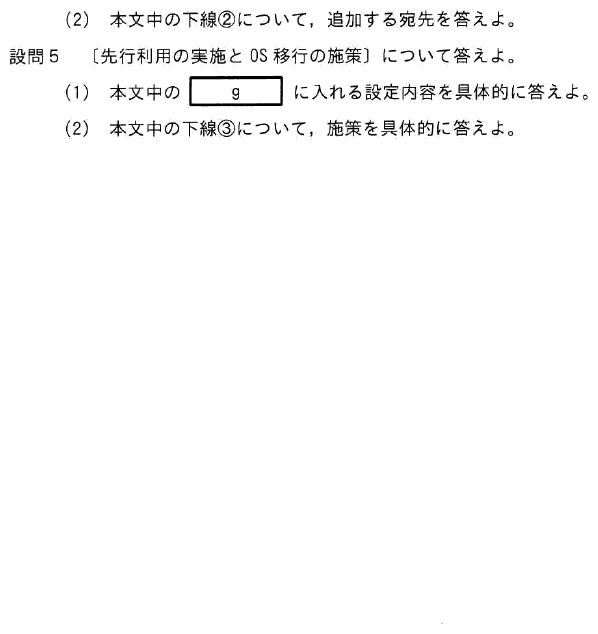 (2) 本文中の下線②について，追加する宛先を答えよ。
設問５ 〔先行利用の実施と OS 移行の施策〕について答えよ。
(1) 本文中の g に入れる設定内容を具体的に答えよ。
(2) 本文中の下線③について，施策を具体的に答えよ。